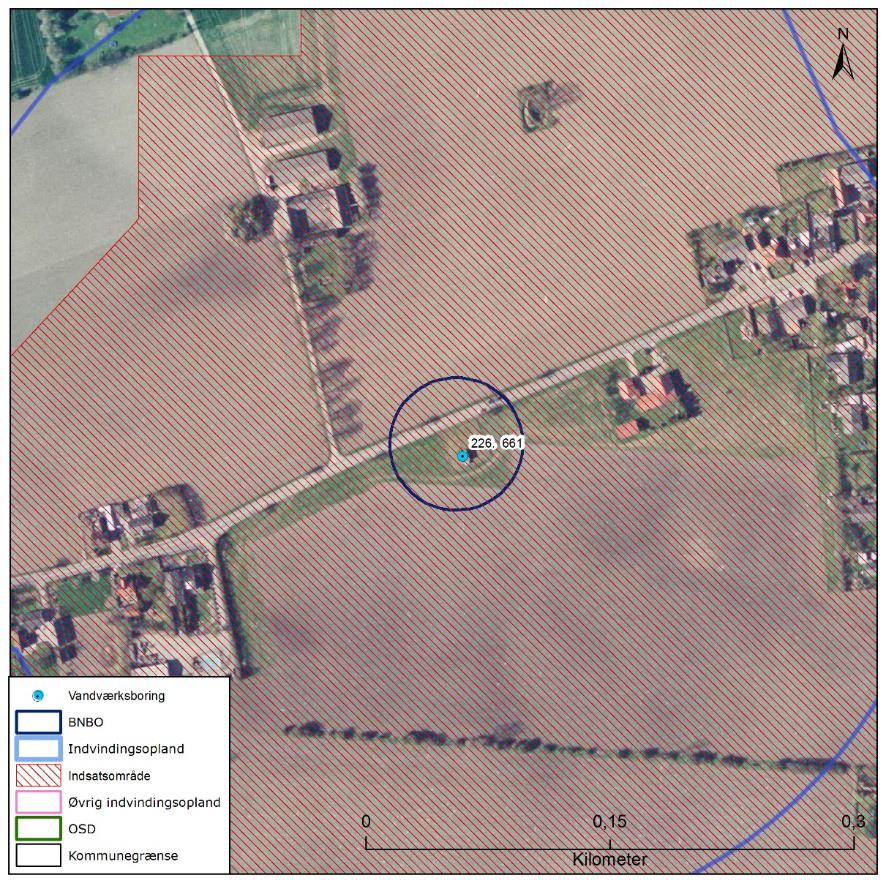 N
226. 661
Vandværksboring
BNBO
Indvindingsopland
Indsatsområde
Øvrig indvindingsopland
OSD
Kommunegrænse
0 0,15 0,3
Kilometer